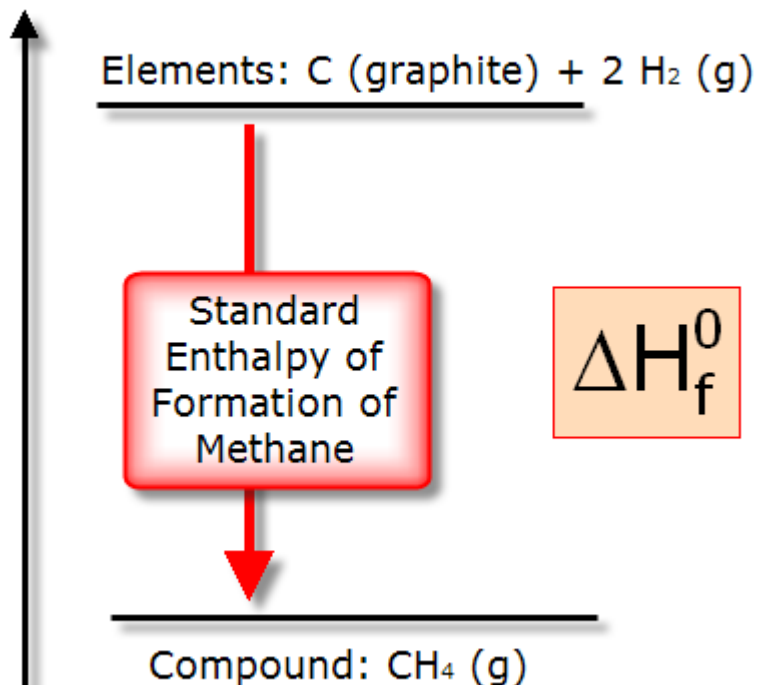 Elements: C (graphite) + 2 H₂ (g)
Standard
Enthalpy of
Formation of
Methane
ΔH⁰f
Compound: CH₄ (g)